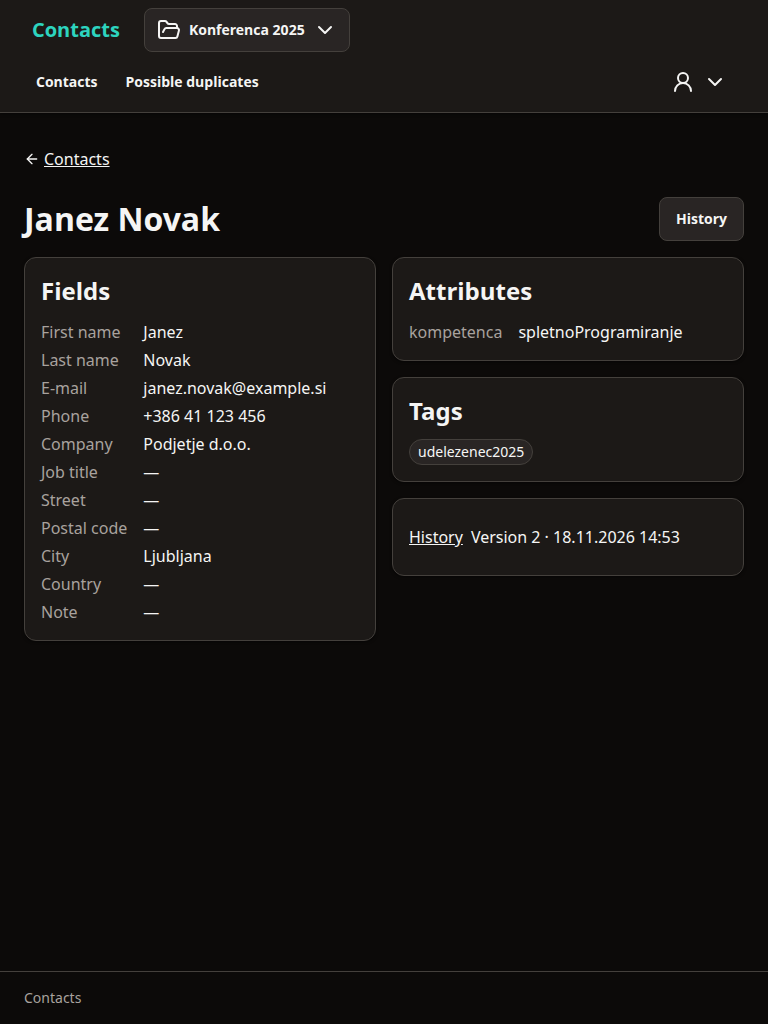 Contacts
Konferenca 2025
Contacts
Possible duplicates
← Contacts
Janez Novak
History
Fields
First name Janez
Last name Novak
E-mail janez.novak@example.si
Phone +386 41 123 456
Company Podjetje d.o.o.
Job title —
Street —
Postal code —
City Ljubljana
Country —
Note —
Attributes
kompetenca spletnoProgramiranje
Tags
udelezenec2025
History Version 2 · 18.11.2026 14:53
Contacts